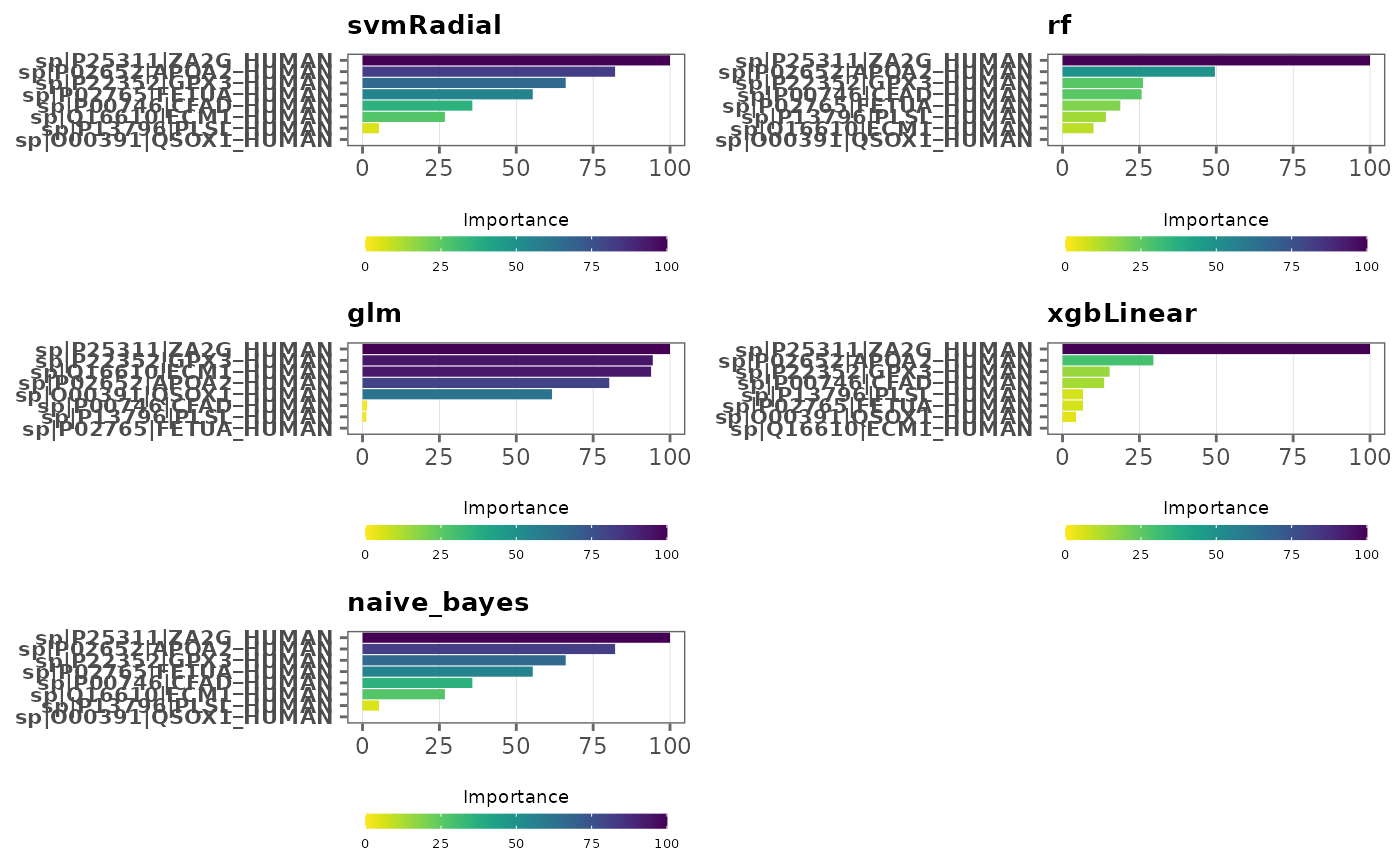 svmRadial
sp|P25311|ZA2G_HUMAN
sp|P02652|APOA2_HUMAN
sp|P22352|GPX3_HUMAN
sp|P02765|FETUA_HUMAN
sp|P00746|CFAD_HUMAN
sp|Q16610|ECM1_HUMAN
sp|P13796|PLSL_HUMAN
sp|O00391|QSOX1_HUMAN
0 25 50 75 100
Importance
0 25 50 75 100
rf
sp|P25311|ZA2G_HUMAN
sp|P02652|APOA2_HUMAN
sp|P22352|GPX3_HUMAN
sp|P00746|CFAD_HUMAN
sp|P02765|FETUA_HUMAN
sp|P13796|PLSL_HUMAN
sp|Q16610|ECM1_HUMAN
sp|O00391|QSOX1_HUMAN
0 25 50 75 100
Importance
0 25 50 75 100
glm
sp|P25311|ZA2G_HUMAN
sp|P22352|GPX3_HUMAN
sp|Q16610|ECM1_HUMAN
sp|P02652|APOA2_HUMAN
sp|O00391|QSOX1_HUMAN
sp|P00746|CFAD_HUMAN
sp|P13796|PLSL_HUMAN
sp|P02765|FETUA_HUMAN
0 25 50 75 100
Importance
0 25 50 75 100
xgbLinear
sp|P25311|ZA2G_HUMAN
sp|P02652|APOA2_HUMAN
sp|P22352|GPX3_HUMAN
sp|P00746|CFAD_HUMAN
sp|P13796|PLSL_HUMAN
sp|P02765|FETUA_HUMAN
sp|O00391|QSOX1_HUMAN
sp|Q16610|ECM1_HUMAN
0 25 50 75 100
Importance
0 25 50 75 100
naive_bayes
sp|P25311|ZA2G_HUMAN
sp|P02652|APOA2_HUMAN
sp|P22352|GPX3_HUMAN
sp|P02765|FETUA_HUMAN
sp|P00746|CFAD_HUMAN
sp|Q16610|ECM1_HUMAN
sp|P13796|PLSL_HUMAN
sp|O00391|QSOX1_HUMAN
0 25 50 75 100
Importance
0 25 50 75 100